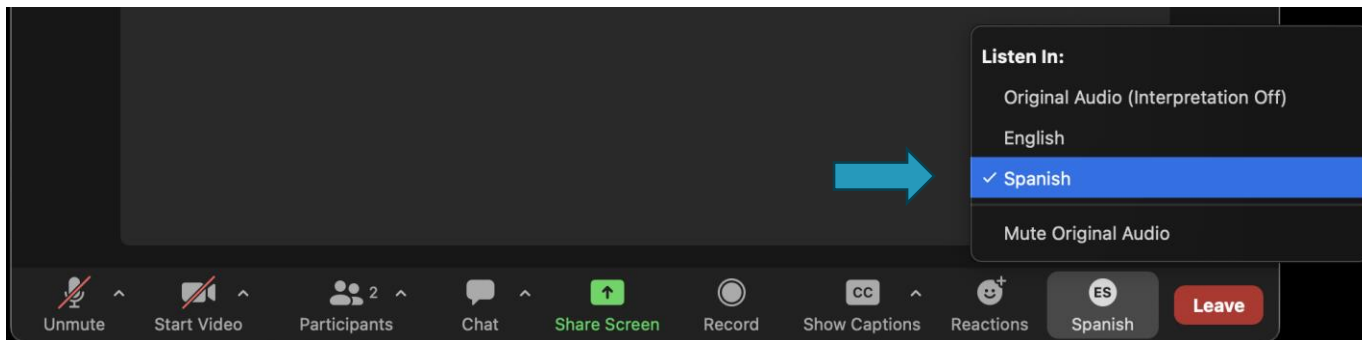 Listen In:
Original Audio (Interpretation Off)
English
✓ Spanish
Mute Original Audio
2
CC
ES
Unmute
Start Video
Participants
Chat
Share Screen
Record
Show Captions
Reactions
Spanish
Leave